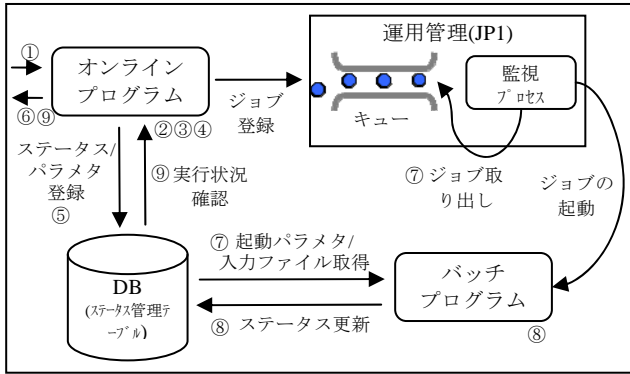 ①
⑥⑨
オンライン
プログラム
②③④
ジョブ
登録
運用管理(JP1)
キュー
監視
プロセス
⑦ジョブ取
り出し
ジョブの
起動
ステータス/
パラメタ
登録
⑤
⑨実行状況
確認
DB
(ステータス管理テ
ーブル)
⑦ 起動パラメタ/
入力ファイル取得
⑧ ステータス更新
バッチ
プログラム
⑧